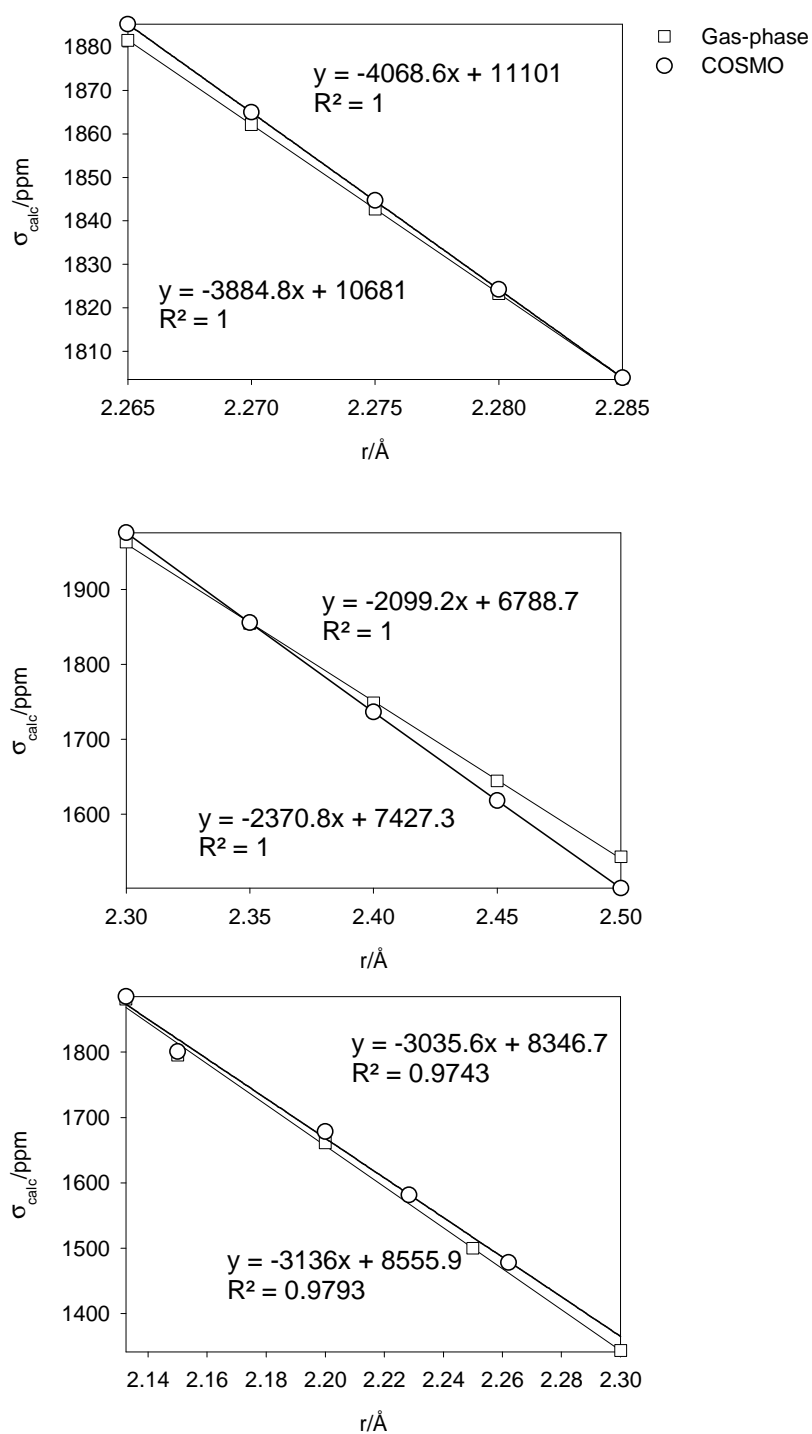 Gas-phase
COSMO
σcalc/ppm
1880
1870
1860
1850
1840
1830
1820
1810
y = -4068.6x + 11101
R² = 1
y = -3884.8x + 10681
R² = 1
2.265 2.270 2.275 2.280 2.285
r/Å
σcalc/ppm
1900
1800
1700
1600
y = -2099.2x + 6788.7
R² = 1
y = -2370.8x + 7427.3
R² = 1
2.30 2.35 2.40 2.45 2.50
r/Å
σcalc/ppm
1800
1700
1600
1500
1400
y = -3035.6x + 8346.7
R² = 0.9743
y = -3136x + 8555.9
R² = 0.9793
2.14 2.16 2.18 2.20 2.22 2.24 2.26 2.28 2.30
r/Å